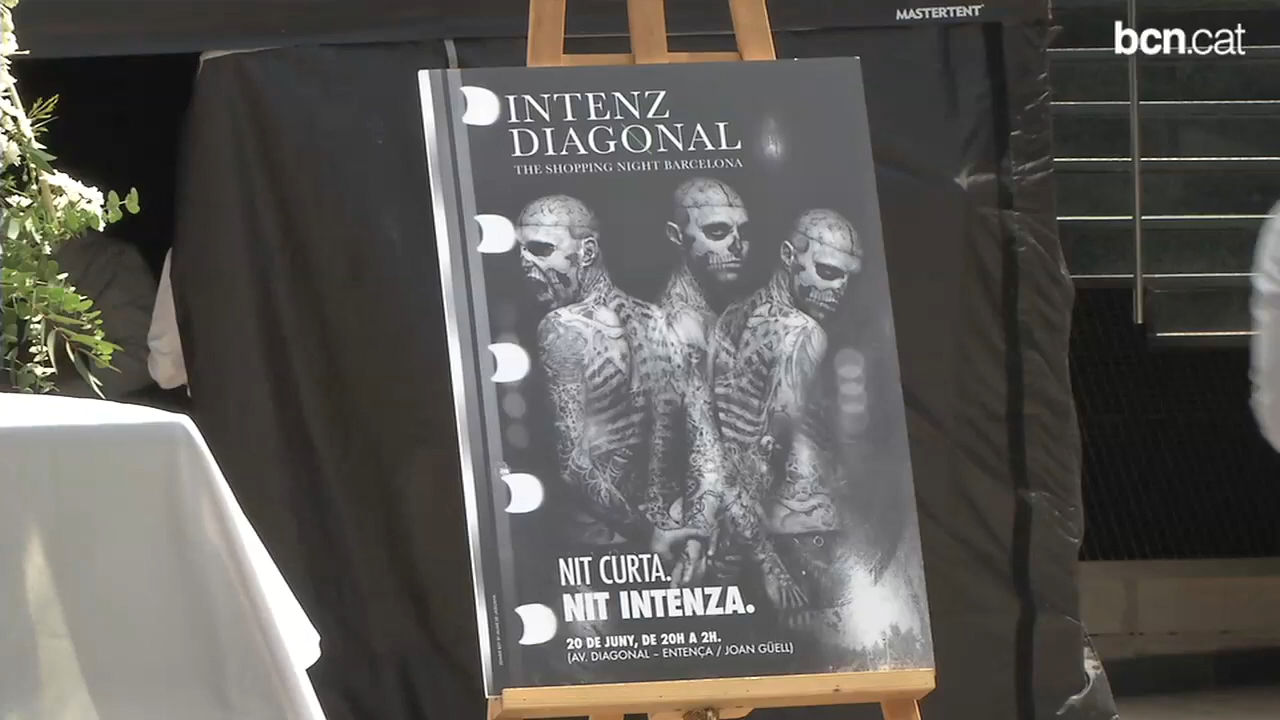 MASTERTENT
bcn.cat
INTENZ
DIAGONAL
THE SHOPPING NIGHT BARCELONA
NIT CURTA.
NIT INTENZA.
20 DE JUNY, DE 20H A 2H.
(AV. DIAGONAL – ENTENÇA / JOAN GÜELL)